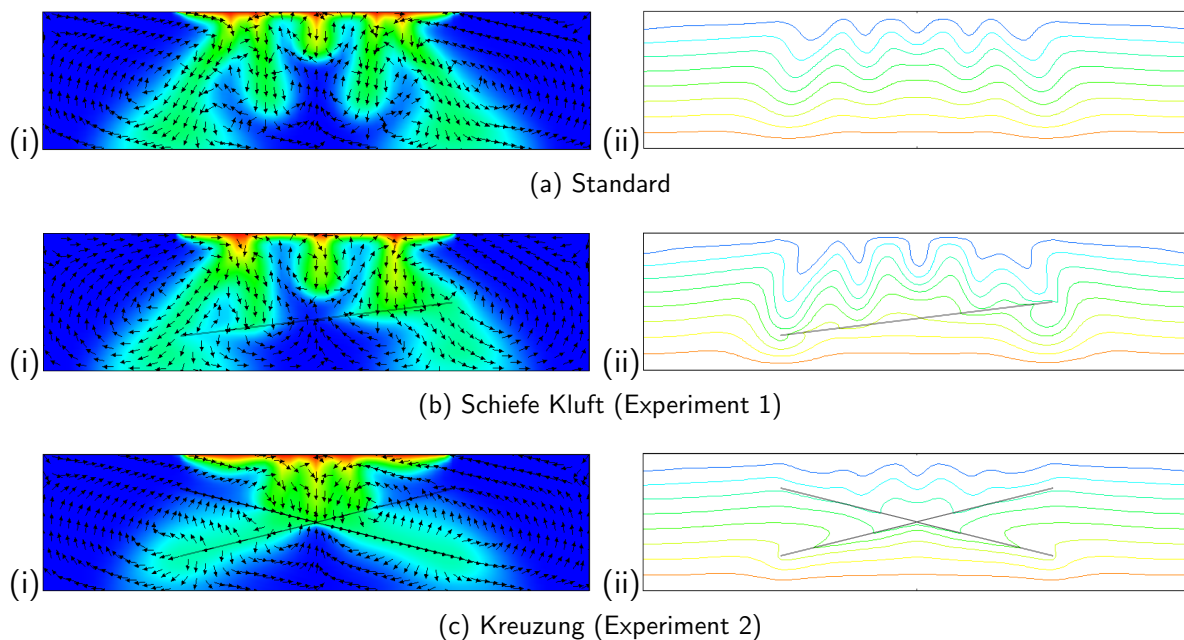 (i) (ii)
(a) Standard
(i) (ii)
(b) Schiefe Kluft (Experiment 1)
(i) (ii)
(c) Kreuzung (Experiment 2)